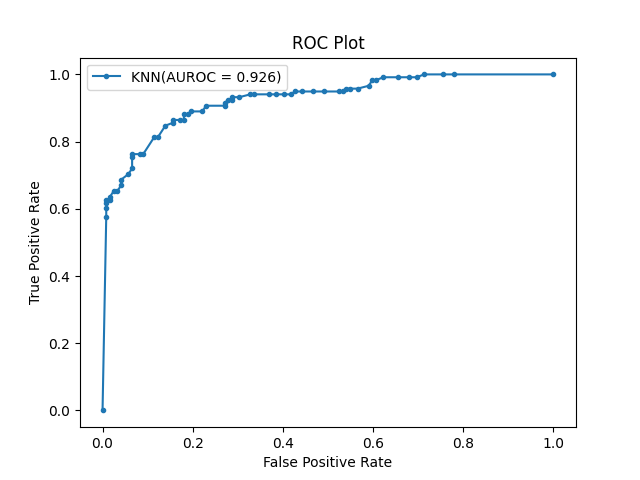 ROC Plot
KNN(AUROC = 0.926)
1.0
0.8
0.6
0.4
0.2
0.0
True Positive Rate
0.0 0.2 0.4 0.6 0.8 1.0
False Positive Rate